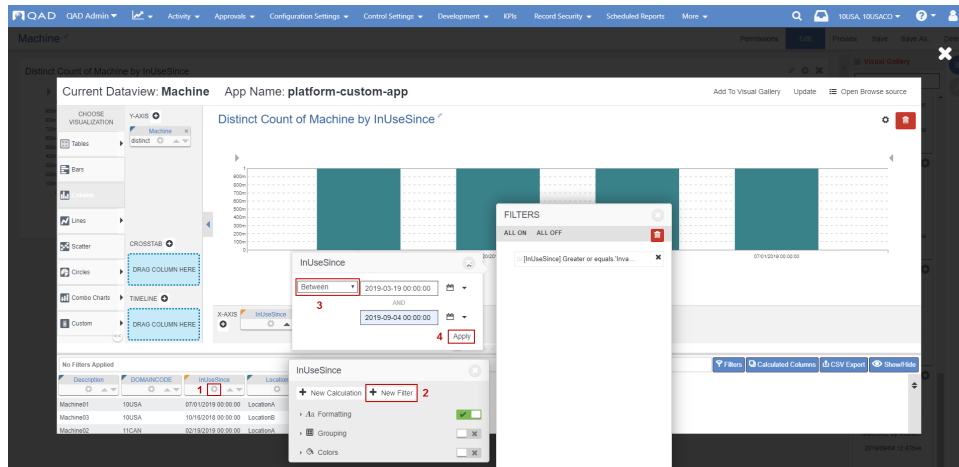 QAD QAD Admin Activity Approvals Configuration Settings Control Settings Development KPIs Record Security Scheduled Reports More 10USA, 10USACO
Machine Permissions Edit Preview Save Save As
Distinct Count of Machine by InUseSince Visual Gallery
Current Dataview: Machine App Name: platform-custom-app Add To Visual Gallery Update Open Browse source
CHOOSE VISUALIZATION
Tables
Bars
Columns
Lines
Scatter
Circles
Combo Charts
Custom
Y-AXIS
Machine
distinct
CROSSTAB
DRAG COLUMN HERE
TIMELINE
DRAG COLUMN HERE
Distinct Count of Machine by InUseSince
1
900m
800m
700m
600m
500m
400m
300m
200m
100m
0
07/01/2019 00:00:00
X-AXIS InUseSince
InUseSince
Between 2019-03-19 00:00:00
3 AND
2019-09-04 00:00:00
4 Apply
FILTERS
ALL ON ALL OFF
[InUseSince] Greater or equals.'Inva...
No Filters Applied Filters Calculated Columns CSV Export Show/Hide
Description DOMAINCODE InUseSince Location
1
Machine01 10USA 07/01/2019 00:00:00 LocationA
Machine03 10USA 10/16/2018 00:00:00 LocationB
Machine02 11CAN 02/19/2019 00:00:00 LocationA
InUseSince
New Calculation New Filter 2
Aa Formatting
Grouping
Colors